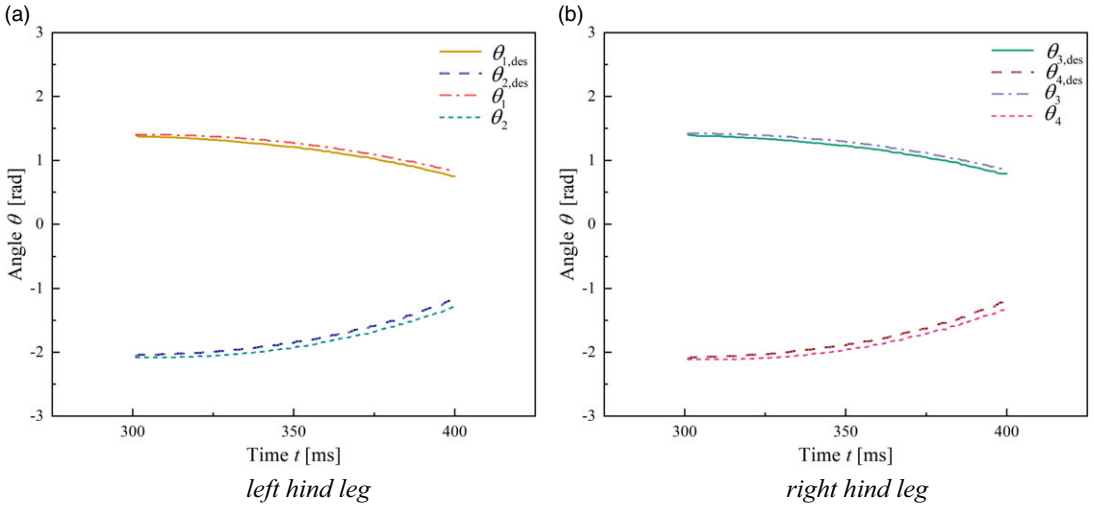 (a)
3
2
1
0
-1
-2
-3
300
350
400
Angle θ [rad]
Time t [ms]
θ1,des
θ2,des
θ1
θ2
left hind leg
(b)
3
2
1
0
-1
-2
-3
300
350
400
Angle θ [rad]
Time t [ms]
θ3,des
θ4,des
θ3
θ4
right hind leg